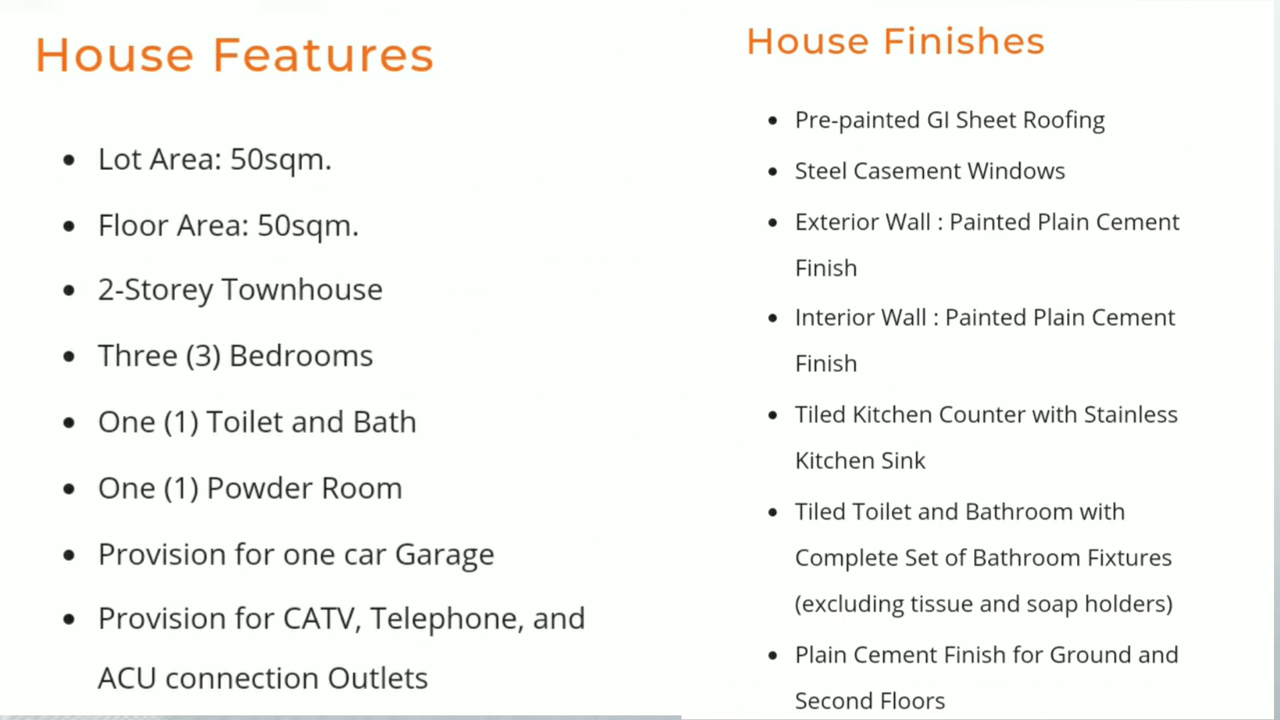 House Features
Lot Area: 50sqm.
Floor Area: 50sqm.
2-Storey Townhouse
Three (3) Bedrooms
One (1) Toilet and Bath
One (1) Powder Room
Provision for one car Garage
Provision for CATV, Telephone, and
ACU connection Outlets
House Finishes
Pre-painted GI Sheet Roofing
Steel Casement Windows
Exterior Wall : Painted Plain Cement
Finish
Interior Wall : Painted Plain Cement
Finish
Tiled Kitchen Counter with Stainless
Kitchen Sink
Tiled Toilet and Bathroom with
Complete Set of Bathroom Fixtures
(excluding tissue and soap holders)
Plain Cement Finish for Ground and
Second Floors